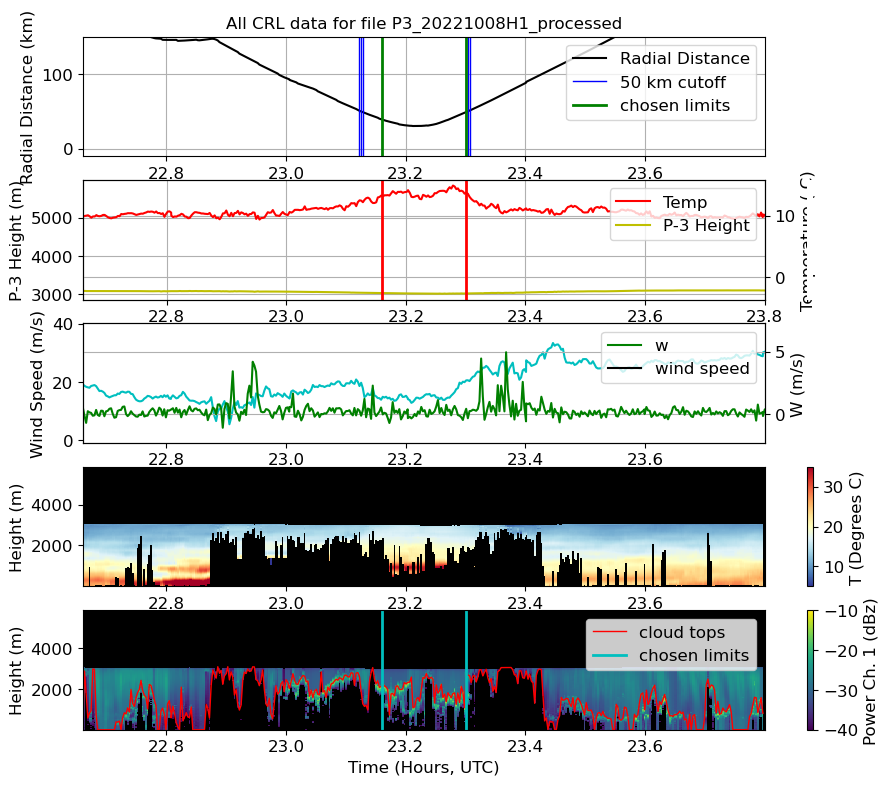 All CRL data for file P3_20221008H1_processed
Radial Distance (km)
100
0
Radial Distance
50 km cutoff
chosen limits
22.8 23.0 23.2 23.4 23.6
P-3 Height (m)
5000
4000
3000
Temp
P-3 Height
10
0
Temperature ( C)
22.8 23.0 23.2 23.4 23.6 23.8
Wind Speed (m/s)
40
20
0
w
wind speed
5
0
W (m/s)
22.8 23.0 23.2 23.4 23.6
Height (m)
4000
2000
30
20
10
T (Degrees C)
22.8 23.0 23.2 23.4 23.6
Height (m)
4000
2000
cloud tops
chosen limits
−10
−20
−30
−40
Power Ch. 1 (dBz)
22.8 23.0 23.2 23.4 23.6
Time (Hours, UTC)